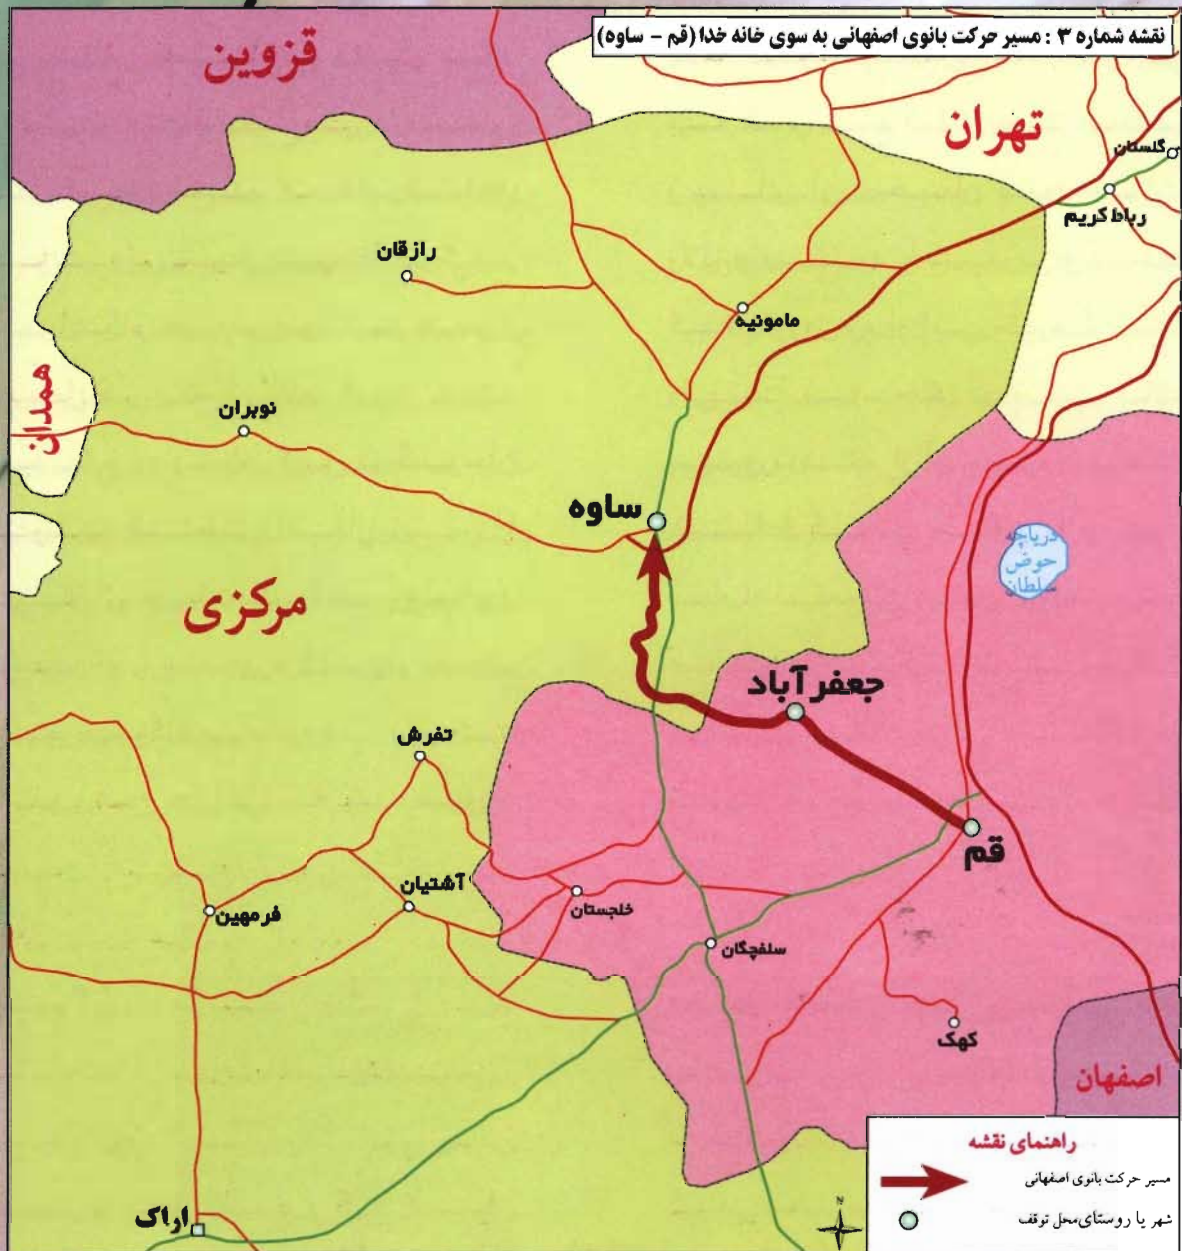 نقشه شماره ۳ : مسیر حرکت بانوی اصفهانی به سوی خانه خدا (قم - ساوه)
قزوین
تهران
گلستان
رباط کریم
رازقان
مامونیه
همدان
نوبران
ساوه
دریاچه
حوض
سلطان
مرکزی
جعفرآباد
تفرش
قم
آشتیان
خلجستان
فرمهین
سلفچگان
کهک
اصفهان
اراک
راهنمای نقشه
مسیر حرکت بانوی اصفهانی
شهر یا روستای محل توقف
N